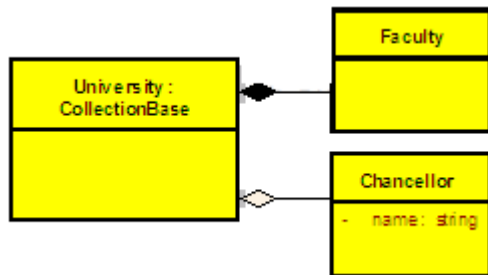 Faculty
University:
CollectionBase
Chancellor
- name: string